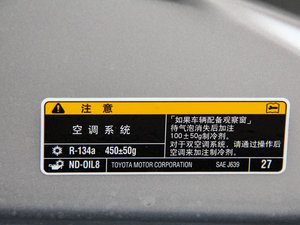 注 意
空调系统
R-134a 450±50g
ND-OIL8 TOYOTA MOTOR CORPORATION SAE J639 27
「如果车辆配备观察窗」
待气泡消失后加注
100±50g制冷剂。
对于双空调系统，请通过操作后
空调来加注制冷剂。